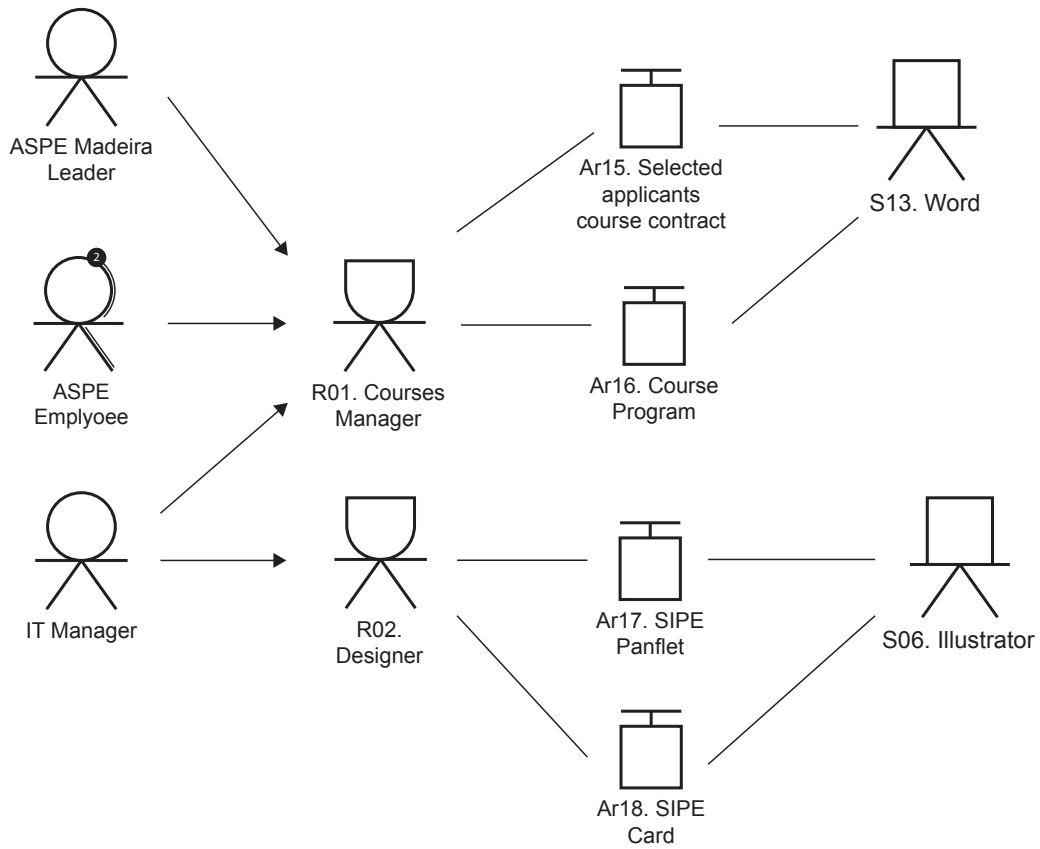 ASPE Madeira
Leader
2
ASPE
Emplyoee
IT Manager
R01. Courses
Manager
R02.
Designer
Ar15. Selected
applicants
course contract
Ar16. Course
Program
Ar17. SIPE
Panflet
Ar18. SIPE
Card
S13. Word
S06. Illustrator